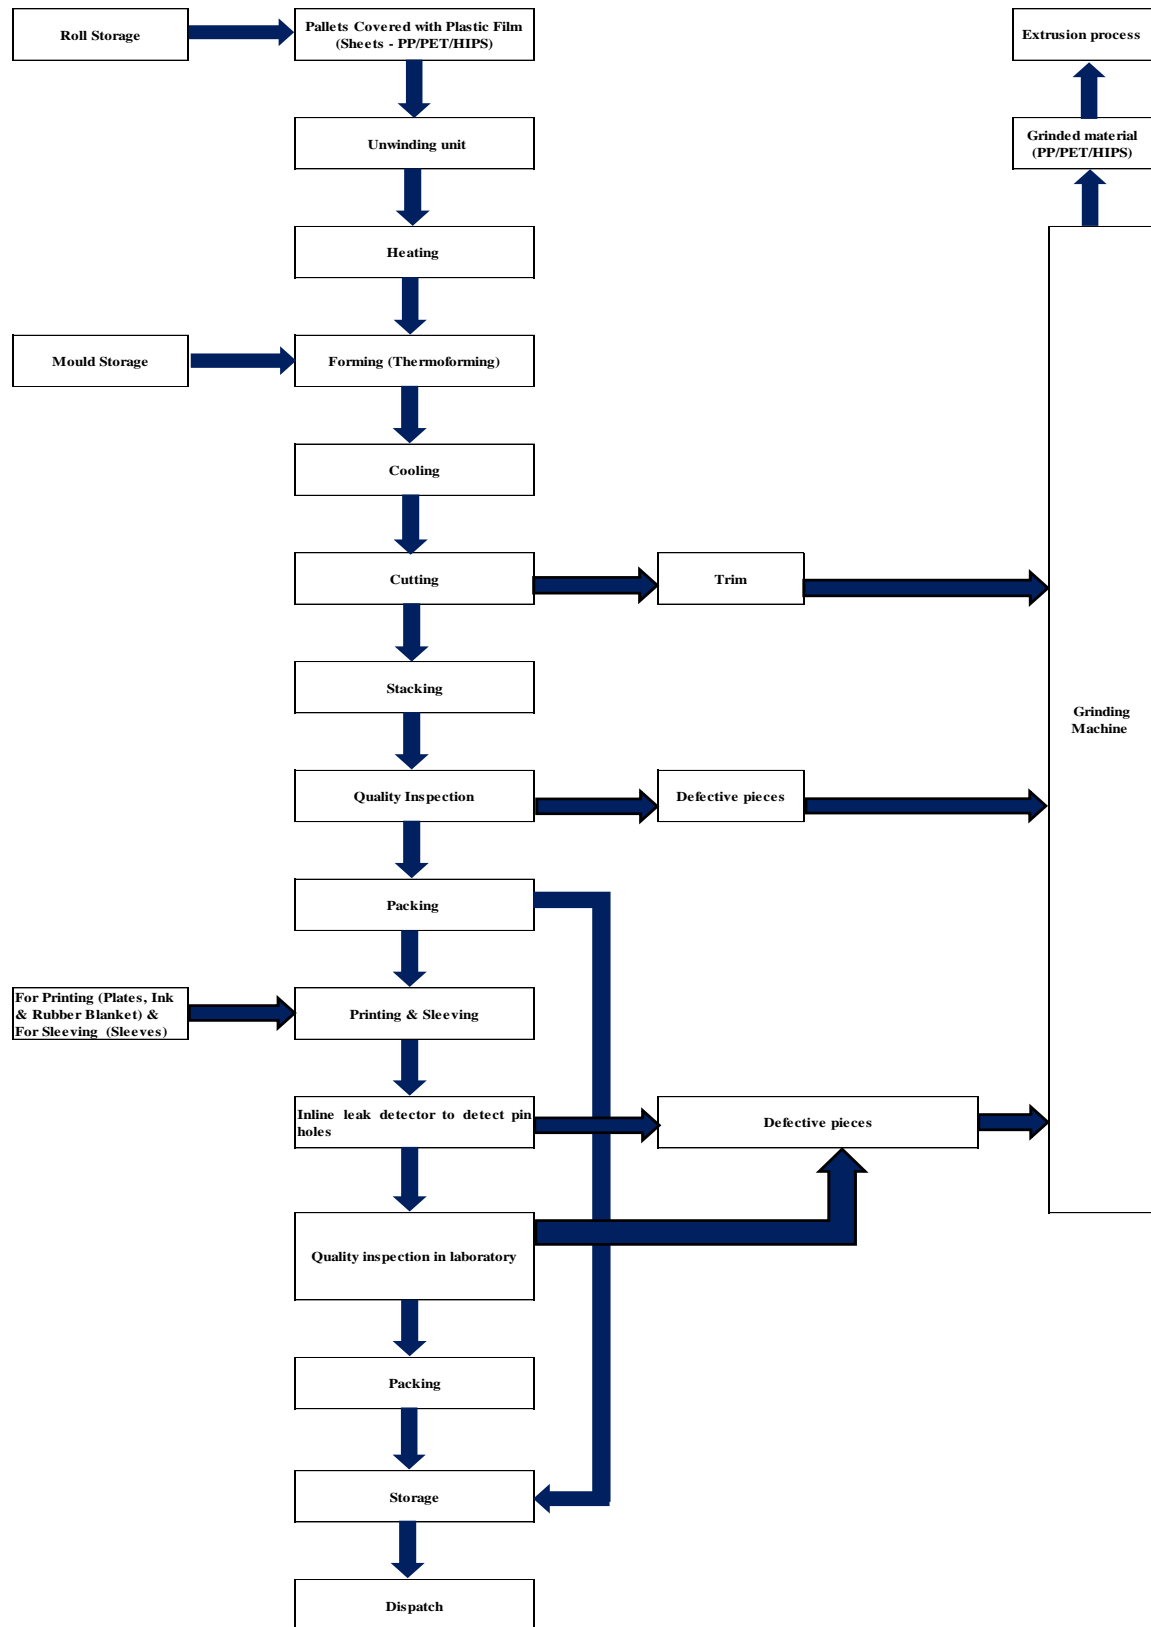 Roll Storage
Pallets Covered with Plastic Film
(Sheets - PP/PET/HIPS)
Extrusion process
Unwinding unit
Grinded material
(PP/PET/HIPS)
Heating
Mould Storage
Forming (Thermoforming)
Cooling
Cutting
Trim
Stacking
Grinding
Machine
Quality Inspection
Defective pieces
Packing
For Printing (Plates, Ink
& Rubber Blanket) &
For Sleeving (Sleeves)
Printing & Sleeving
Inline leak detector to detect pin
holes
Defective pieces
Quality inspection in laboratory
Packing
Storage
Dispatch